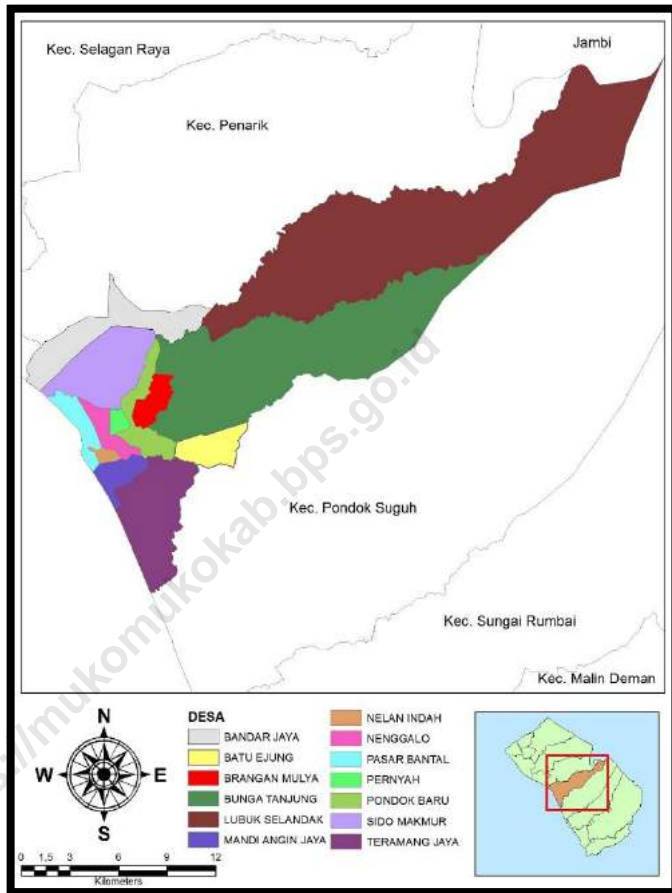 Kec. Selagan Raya
Jambi
Kec. Penarik
Kec. Pondok Suguh
Kec. Sungai Rumbai
Kec. Malin Deman
://mukomukokab.bps.go.id
N
W E
S
0 1.5 3 6 9 12
Kilometers
DESA
BANDAR JAYA
BATU EJUNG
BRANGAN MULYA
BUNGA TANJUNG
LUBUK SELANDAK
MANDI ANGIN JAYA
NELAN INDAH
NENGGALO
PASAR BANTAL
PERNYAH
PONDOK BARU
SIDO MAKMUR
TERAMANG JAYA